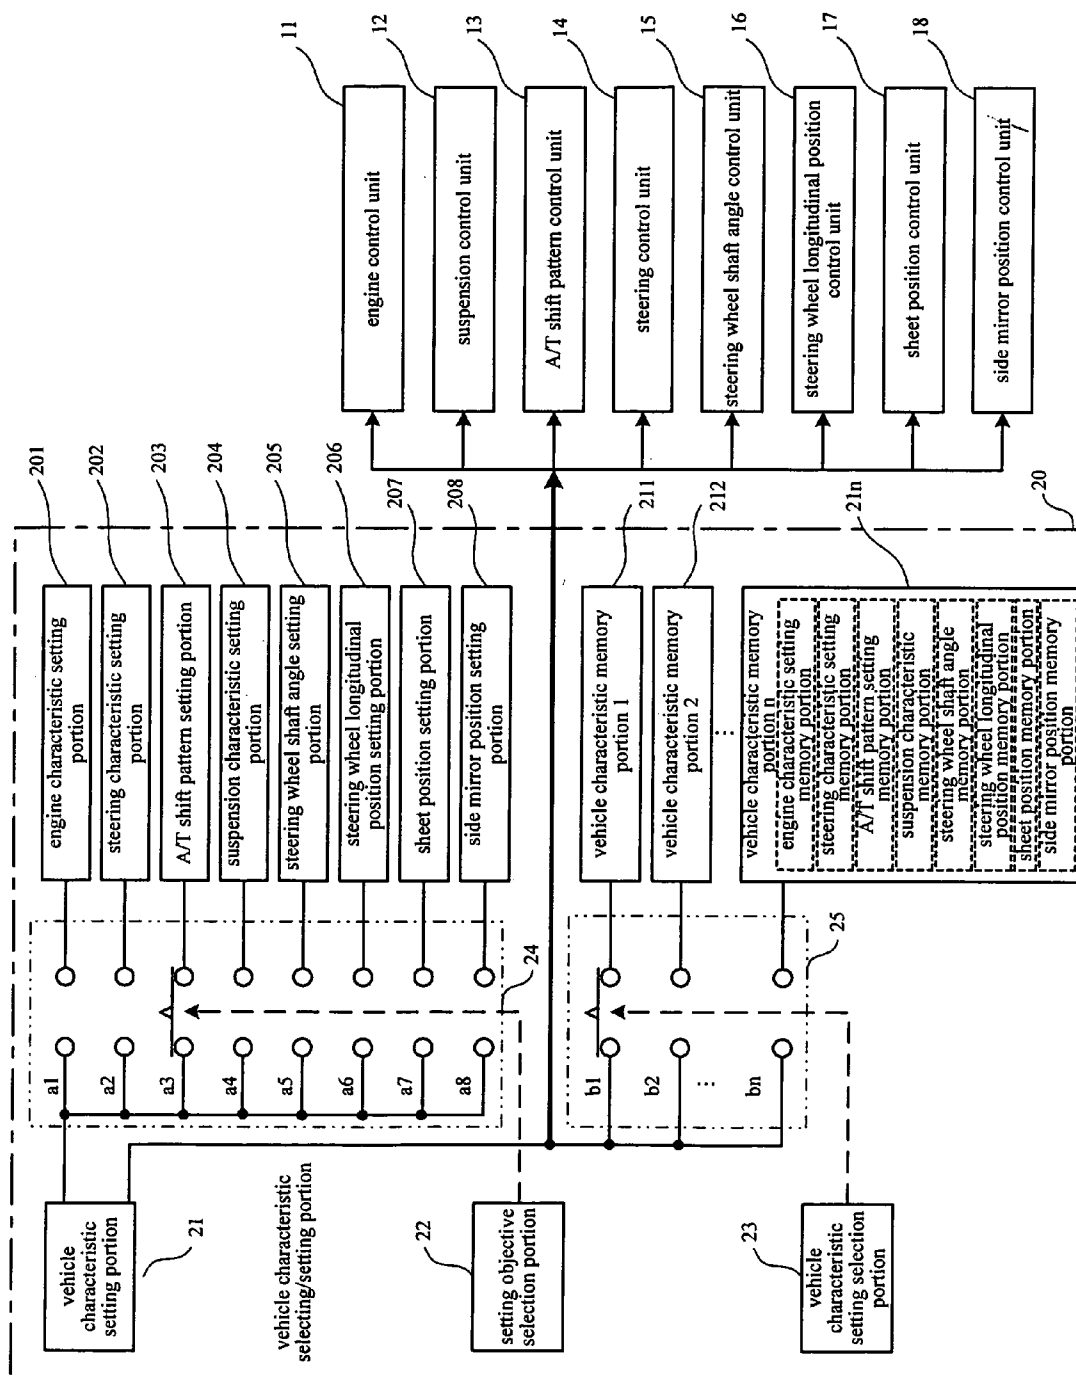 11
engine control unit
12
suspension control unit
13
A/T shift pattern control unit
14
steering control unit
15
steering wheel shaft angle control unit
16
steering wheel longitudinal position
control unit
17
sheet position control unit
18
side mirror position control unit
201
engine characteristic setting
portion
202
steering characteristic setting
portion
203
A/T shift pattern setting portion
204
suspension characteristic setting
portion
205
steering wheel shaft angle setting
portion
206
steering wheel longitudinal
position setting portion
207
sheet position setting portion
208
side mirror position setting
portion
211
vehicle characteristic memory
portion 1
212
vehicle characteristic memory
portion 2
...
21n
vehicle characteristic memory
portion n
engine characteristic setting
memory portion
steering characteristic setting
memory portion
A/T shift pattern setting
memory portion
suspension characteristic
memory portion
steering wheel shaft angle
memory portion
steering wheel longitudinal
position memory portion
sheet position memory portion
side mirror position memory
portion
20
24
25
a1
a2
a3
a4
a5
a6
a7
a8
b1
b2
...
bn
vehicle
characteristic
setting portion
21
vehicle characteristic
selecting/setting portion
22
setting objective
selection portion
23
vehicle
characteristic
setting selection
portion